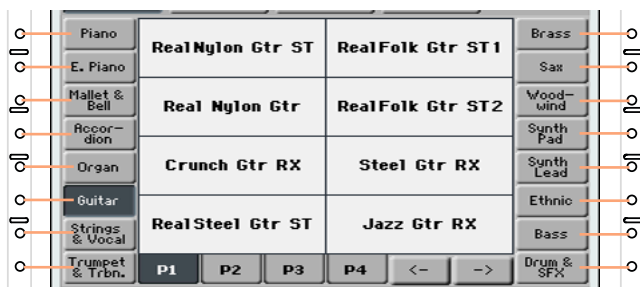 Piano
RealNylon Gtr ST
RealFolk Gtr ST1
Brass
E. Piano
Sax
Mallet &
Bell
Real Nylon Gtr
RealFolk Gtr ST2
Wood-
wind
Accor-
dion
Synth
Pad
Organ
Crunch Gtr RX
Steel Gtr RX
Synth
Lead
Guitar
Ethnic
Strings
& Vocal
RealSteel Gtr ST
Jazz Gtr RX
Bass
Trumpet
& Trbn.
P1
P2
P3
P4
<-
->
Drum &
SFX